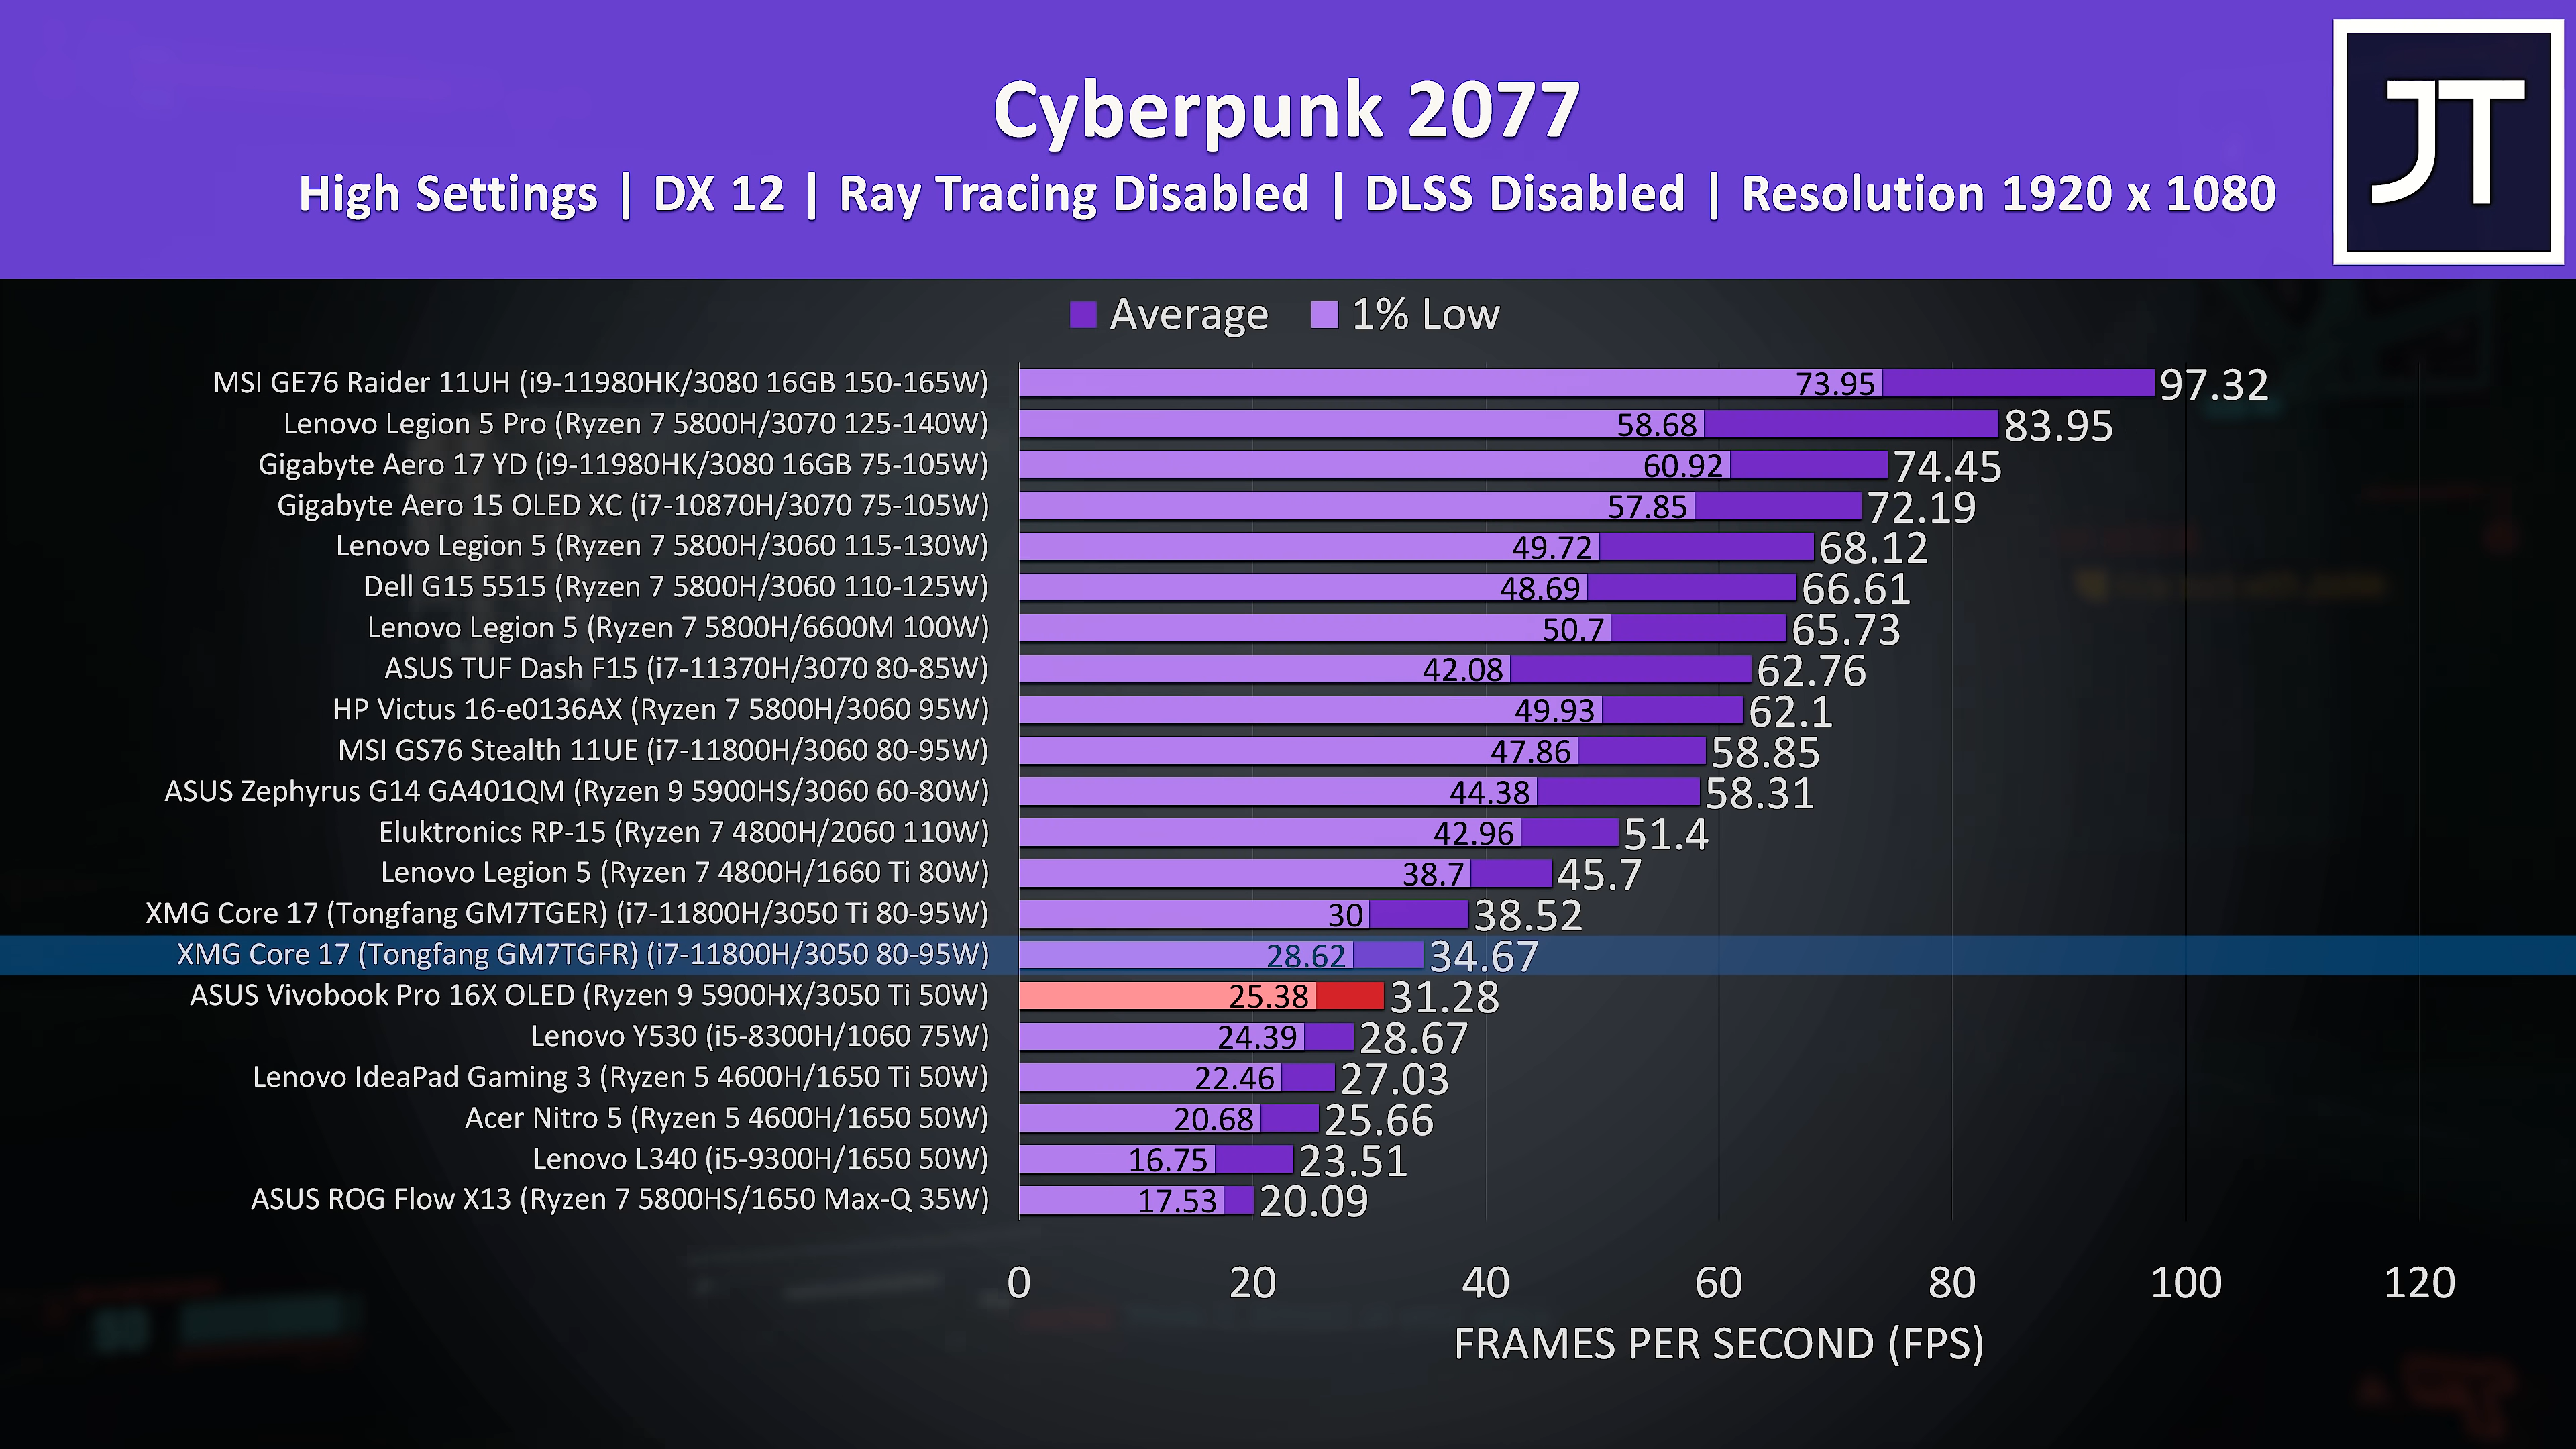 Cyberpunk 2077
JT
High Settings | DX 12 | Ray Tracing Disabled | DLSS Disabled | Resolution 1920 x 1080
Average 1% Low
MSI GE76 Raider 11UH (i9-11980HK/3080 16GB 150-165W) 73.95 97.32
Lenovo Legion 5 Pro (Ryzen 7 5800H/3070 125-140W) 58.68 83.95
Gigabyte Aero 17 YD (i9-11980HK/3080 16GB 75-105W) 60.92 74.45
Gigabyte Aero 15 OLED XC (i7-10870H/3070 75-105W) 57.85 72.19
Lenovo Legion 5 (Ryzen 7 5800H/3060 115-130W) 49.72 68.12
Dell G15 5515 (Ryzen 7 5800H/3060 110-125W) 48.69 66.61
Lenovo Legion 5 (Ryzen 7 5800H/6600M 100W) 50.7 65.73
ASUS TUF Dash F15 (i7-11370H/3070 80-85W) 42.08 62.76
HP Victus 16-e0136AX (Ryzen 7 5800H/3060 95W) 49.93 62.1
MSI GS76 Stealth 11UE (i7-11800H/3060 80-95W) 47.86 58.85
ASUS Zephyrus G14 GA401QM (Ryzen 9 5900HS/3060 60-80W) 44.38 58.31
Eluktronics RP-15 (Ryzen 7 4800H/2060 110W) 42.96 51.4
Lenovo Legion 5 (Ryzen 7 4800H/1660 Ti 80W) 38.7 45.7
XMG Core 17 (Tongfang GM7TGER) (i7-11800H/3050 Ti 80-95W) 30 38.52
XMG Core 17 (Tongfang GM7TGFR) (i7-11800H/3050 80-95W) 28.62 34.67
ASUS Vivobook Pro 16X OLED (Ryzen 9 5900HX/3050 Ti 50W) 25.38 31.28
Lenovo Y530 (i5-8300H/1060 75W) 24.39 28.67
Lenovo IdeaPad Gaming 3 (Ryzen 5 4600H/1650 Ti 50W) 22.46 27.03
Acer Nitro 5 (Ryzen 5 4600H/1650 50W) 20.68 25.66
Lenovo L340 (i5-9300H/1650 50W) 16.75 23.51
ASUS ROG Flow X13 (Ryzen 7 5800HS/1650 Max-Q 35W) 17.53 20.09
0 20 40 60 80 100 120
FRAMES PER SECOND (FPS)